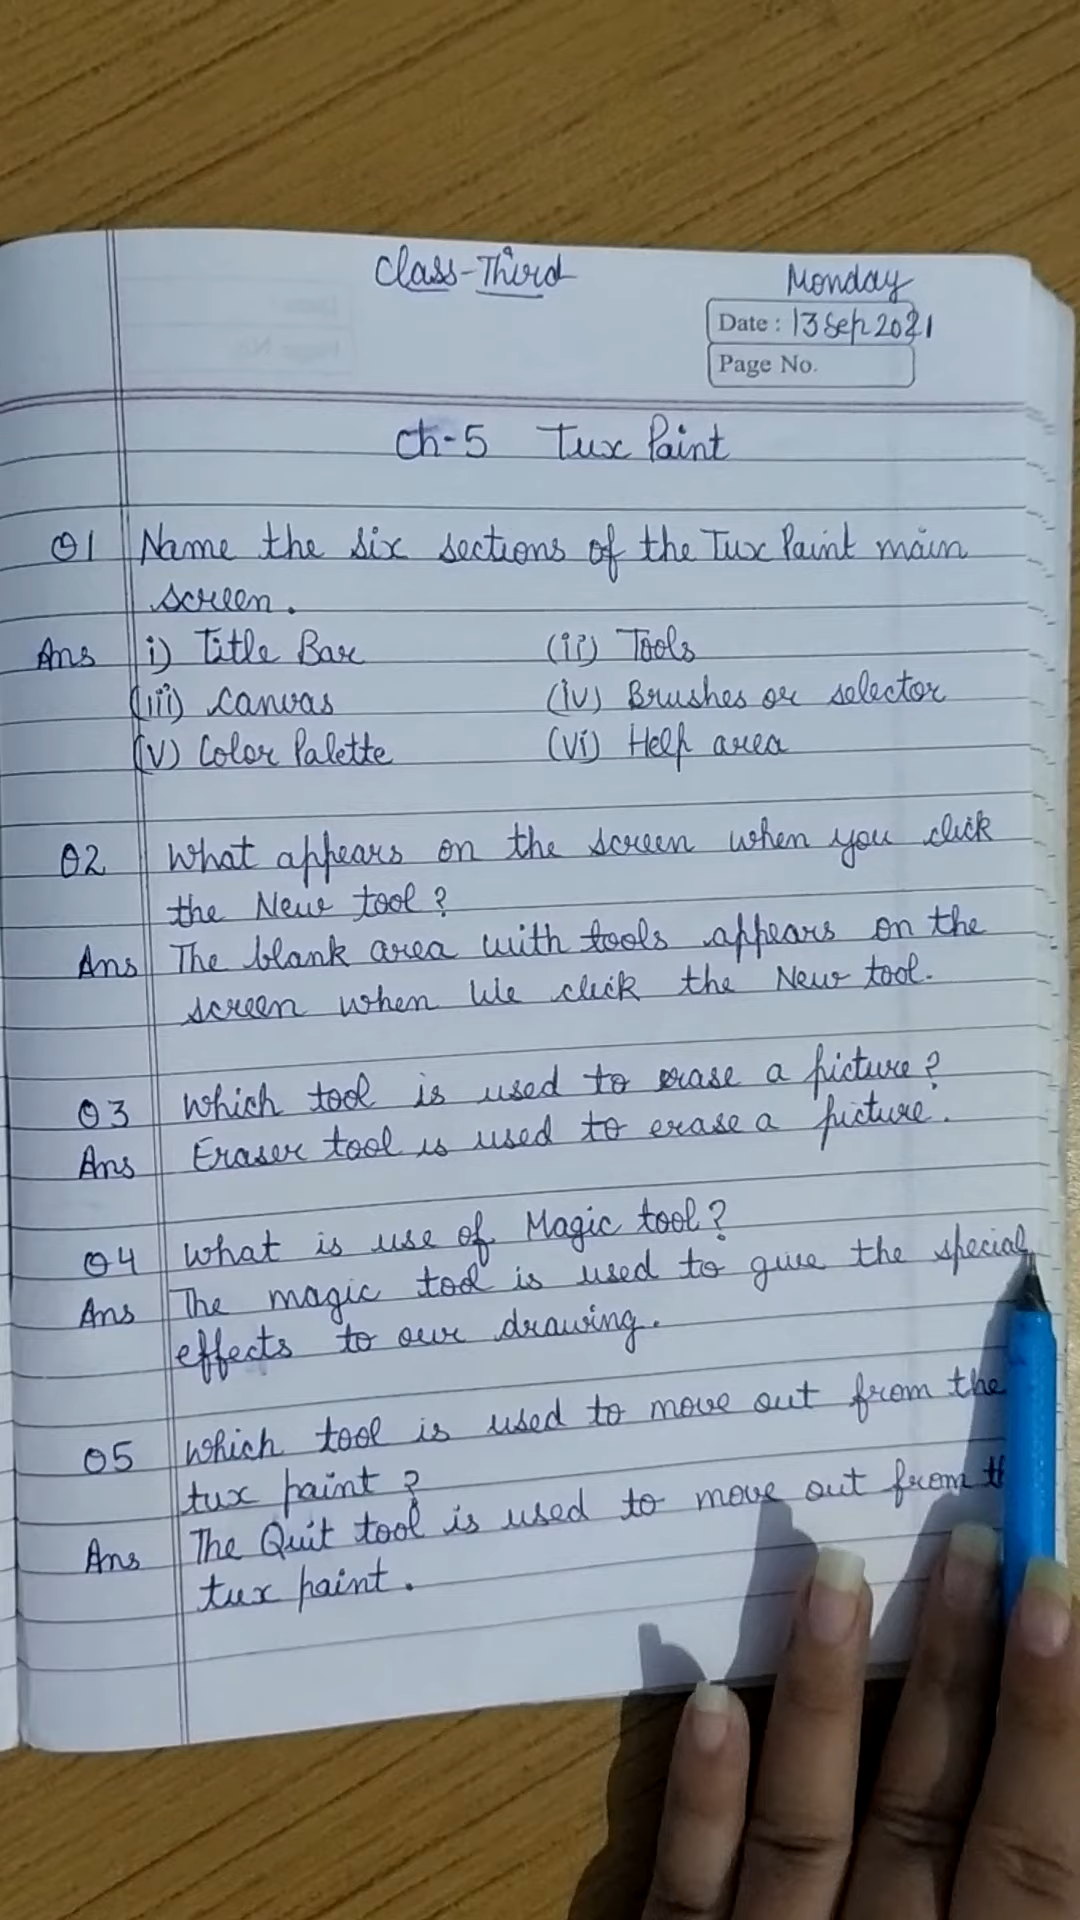 Class-Third
Monday
Date : 13 Sep 2021
Page No.
Ch-5 Tux Paint
Q1 Name the six sections of the Tux Paint main
screen.
Ans i) Title Bar (ii) Tools
(iii) canvas (iv) Brushes or selector
(v) Color Palette (vi) Help area
Q2 What appears on the screen when you click
the New tool?
Ans The blank area with tools appears on the
screen when We click the New tool.
Q3 Which tool is used to erase a picture?
Ans Eraser tool is used to erase a picture.
Q4 What is use of Magic tool?
Ans The magic tool is used to give the special
effects to our drawing.
Q5 Which tool is used to move out from the
tux paint?
Ans The Quit tool is used to move out from
tux paint.